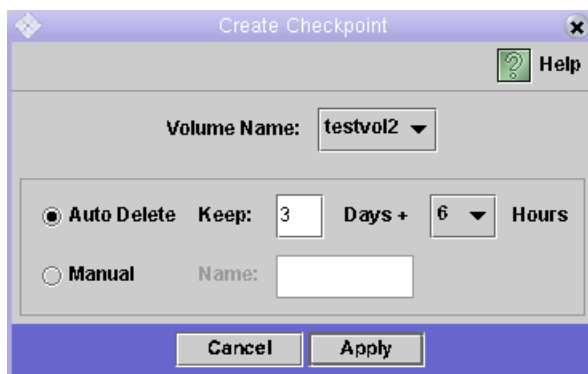 Create Checkpoint
Help
Volume Name: testvol2
Auto Delete Keep: 3 Days + 6 Hours
Manual Name:
Cancel Apply